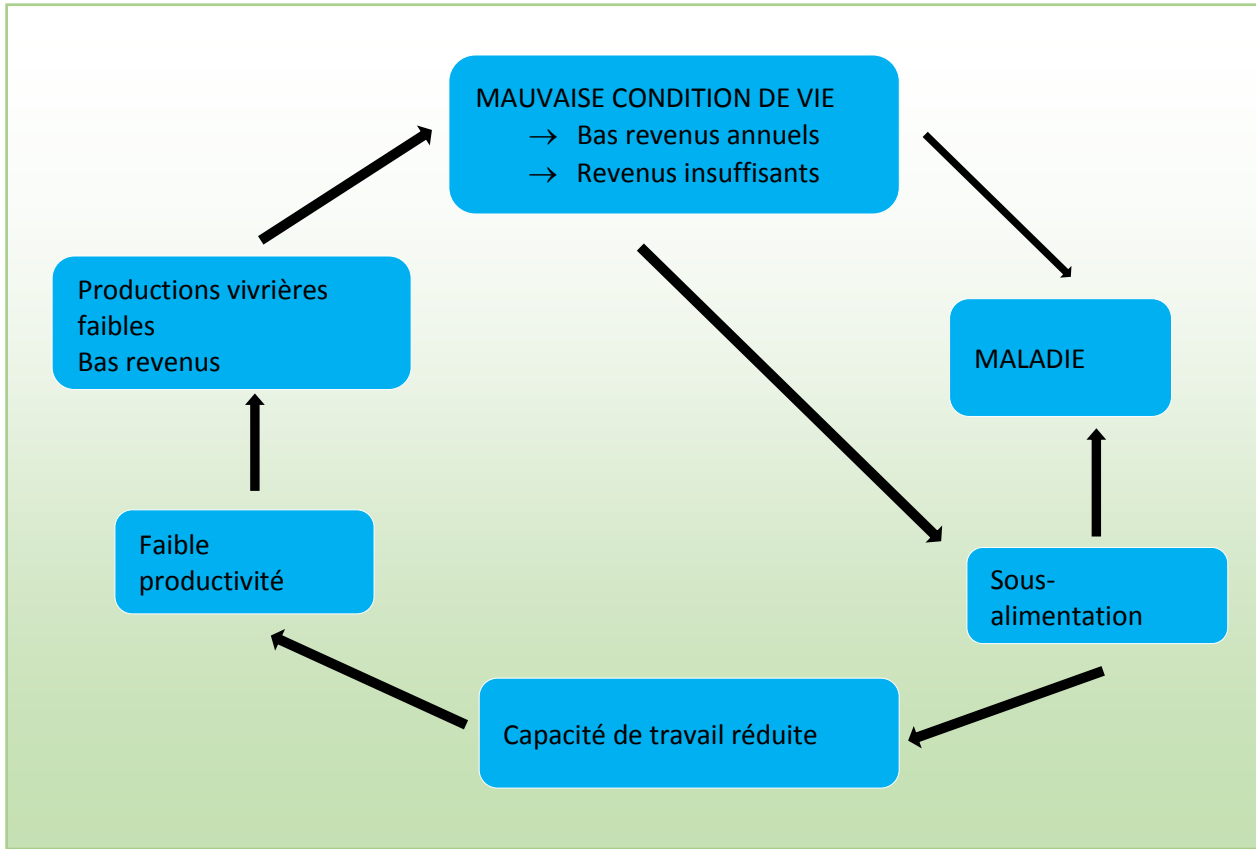 MAUVAISE CONDITION DE VIE
→ Bas revenus annuels
→ Revenus insuffisants
Productions vivrières
faibles
Bas revenus
MALADIE
Faible
productivité
Sous-
alimentation
Capacité de travail réduite